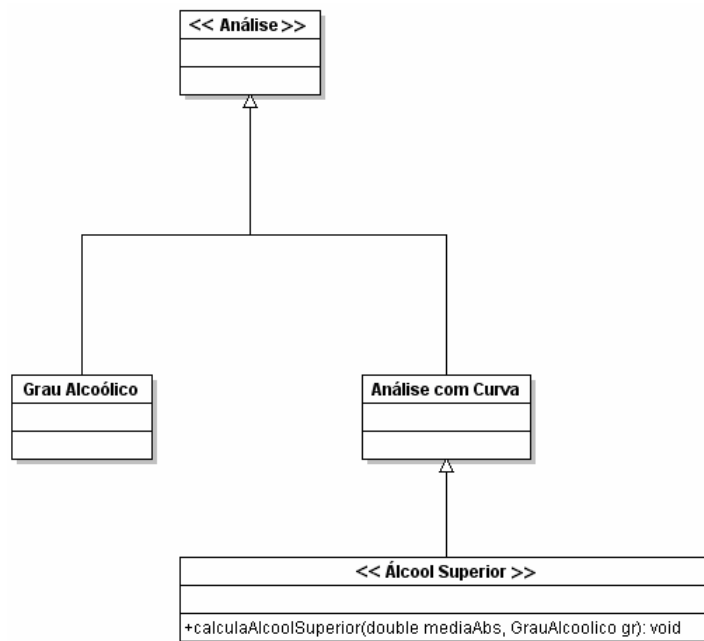 << Análise >>
Grau Alcoólico
Análise com Curva
<< Álcool Superior >>
+calculaAlcoolSuperior(double mediaAbs, GrauAlcoolico gr): void